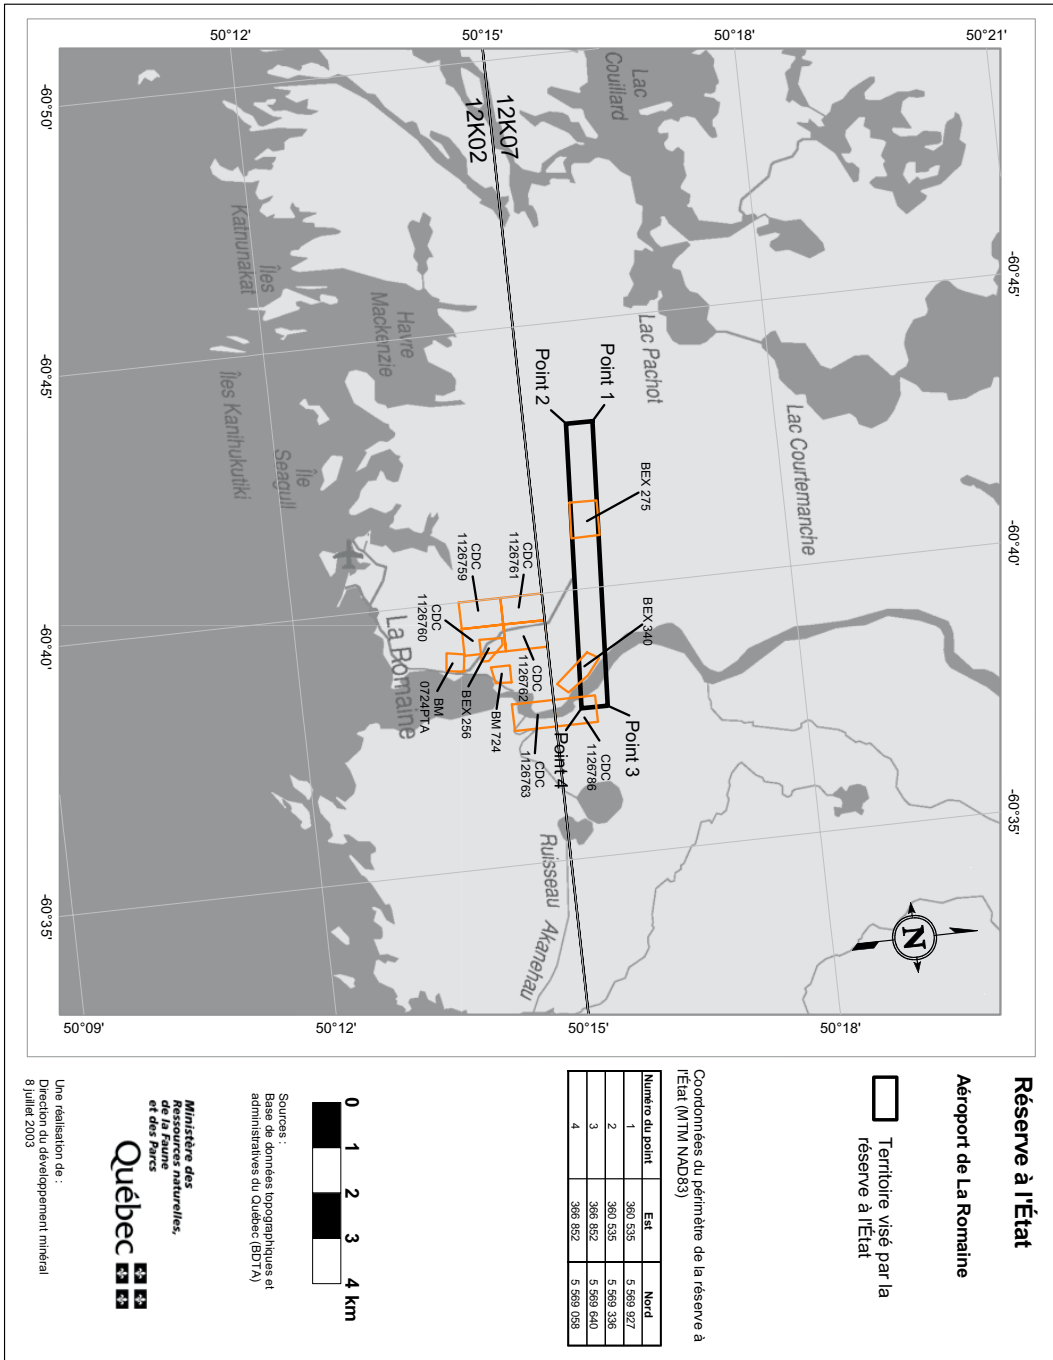 Réserve à l'État
Aéroport de La Romaine
Territoire visé par la
réserve à l'État
Coordonnées du périmètre de la réserve à
l'État (MTM NAD83)
Numéro du point Est Nord
1 360 535 5 569 927
2 360 535 5 569 336
3 366 852 5 569 640
4 366 852 5 569 058
0 1 2 3 4 km
Sources :
Base de données topographiques et
administratives du Québec (BDTA)
Ministère des
Ressources naturelles,
de la Faune
et des Parcs
Québec
Une réalisation de :
Direction du développement minéral
8 juillet 2003
-60°45'
-60°40'
-60°35'
50°21'
50°18'
50°15'
50°12'
50°18'
50°15'
50°12'
50°09'
-60°50'
-60°45'
-60°40'
-60°35'
N
Lac
Couillard
12K07
12K02
Lac Pachot
Lac Courtemanche
Point 1
Point 2
Point 3
Point 4
BEX 275
BEX 340
CDC
1126786
CDC
1126763
CDC
1126761
CDC
1126762
CDC
1126759
CDC
1126760
BM 724
BEX 256
BM
0724PTA
La Romaine
Ruisseau Akanehau
Havre
Mackenzie
Îles
Katnunakat
Îles Kanihukutiki
Île
Seagull